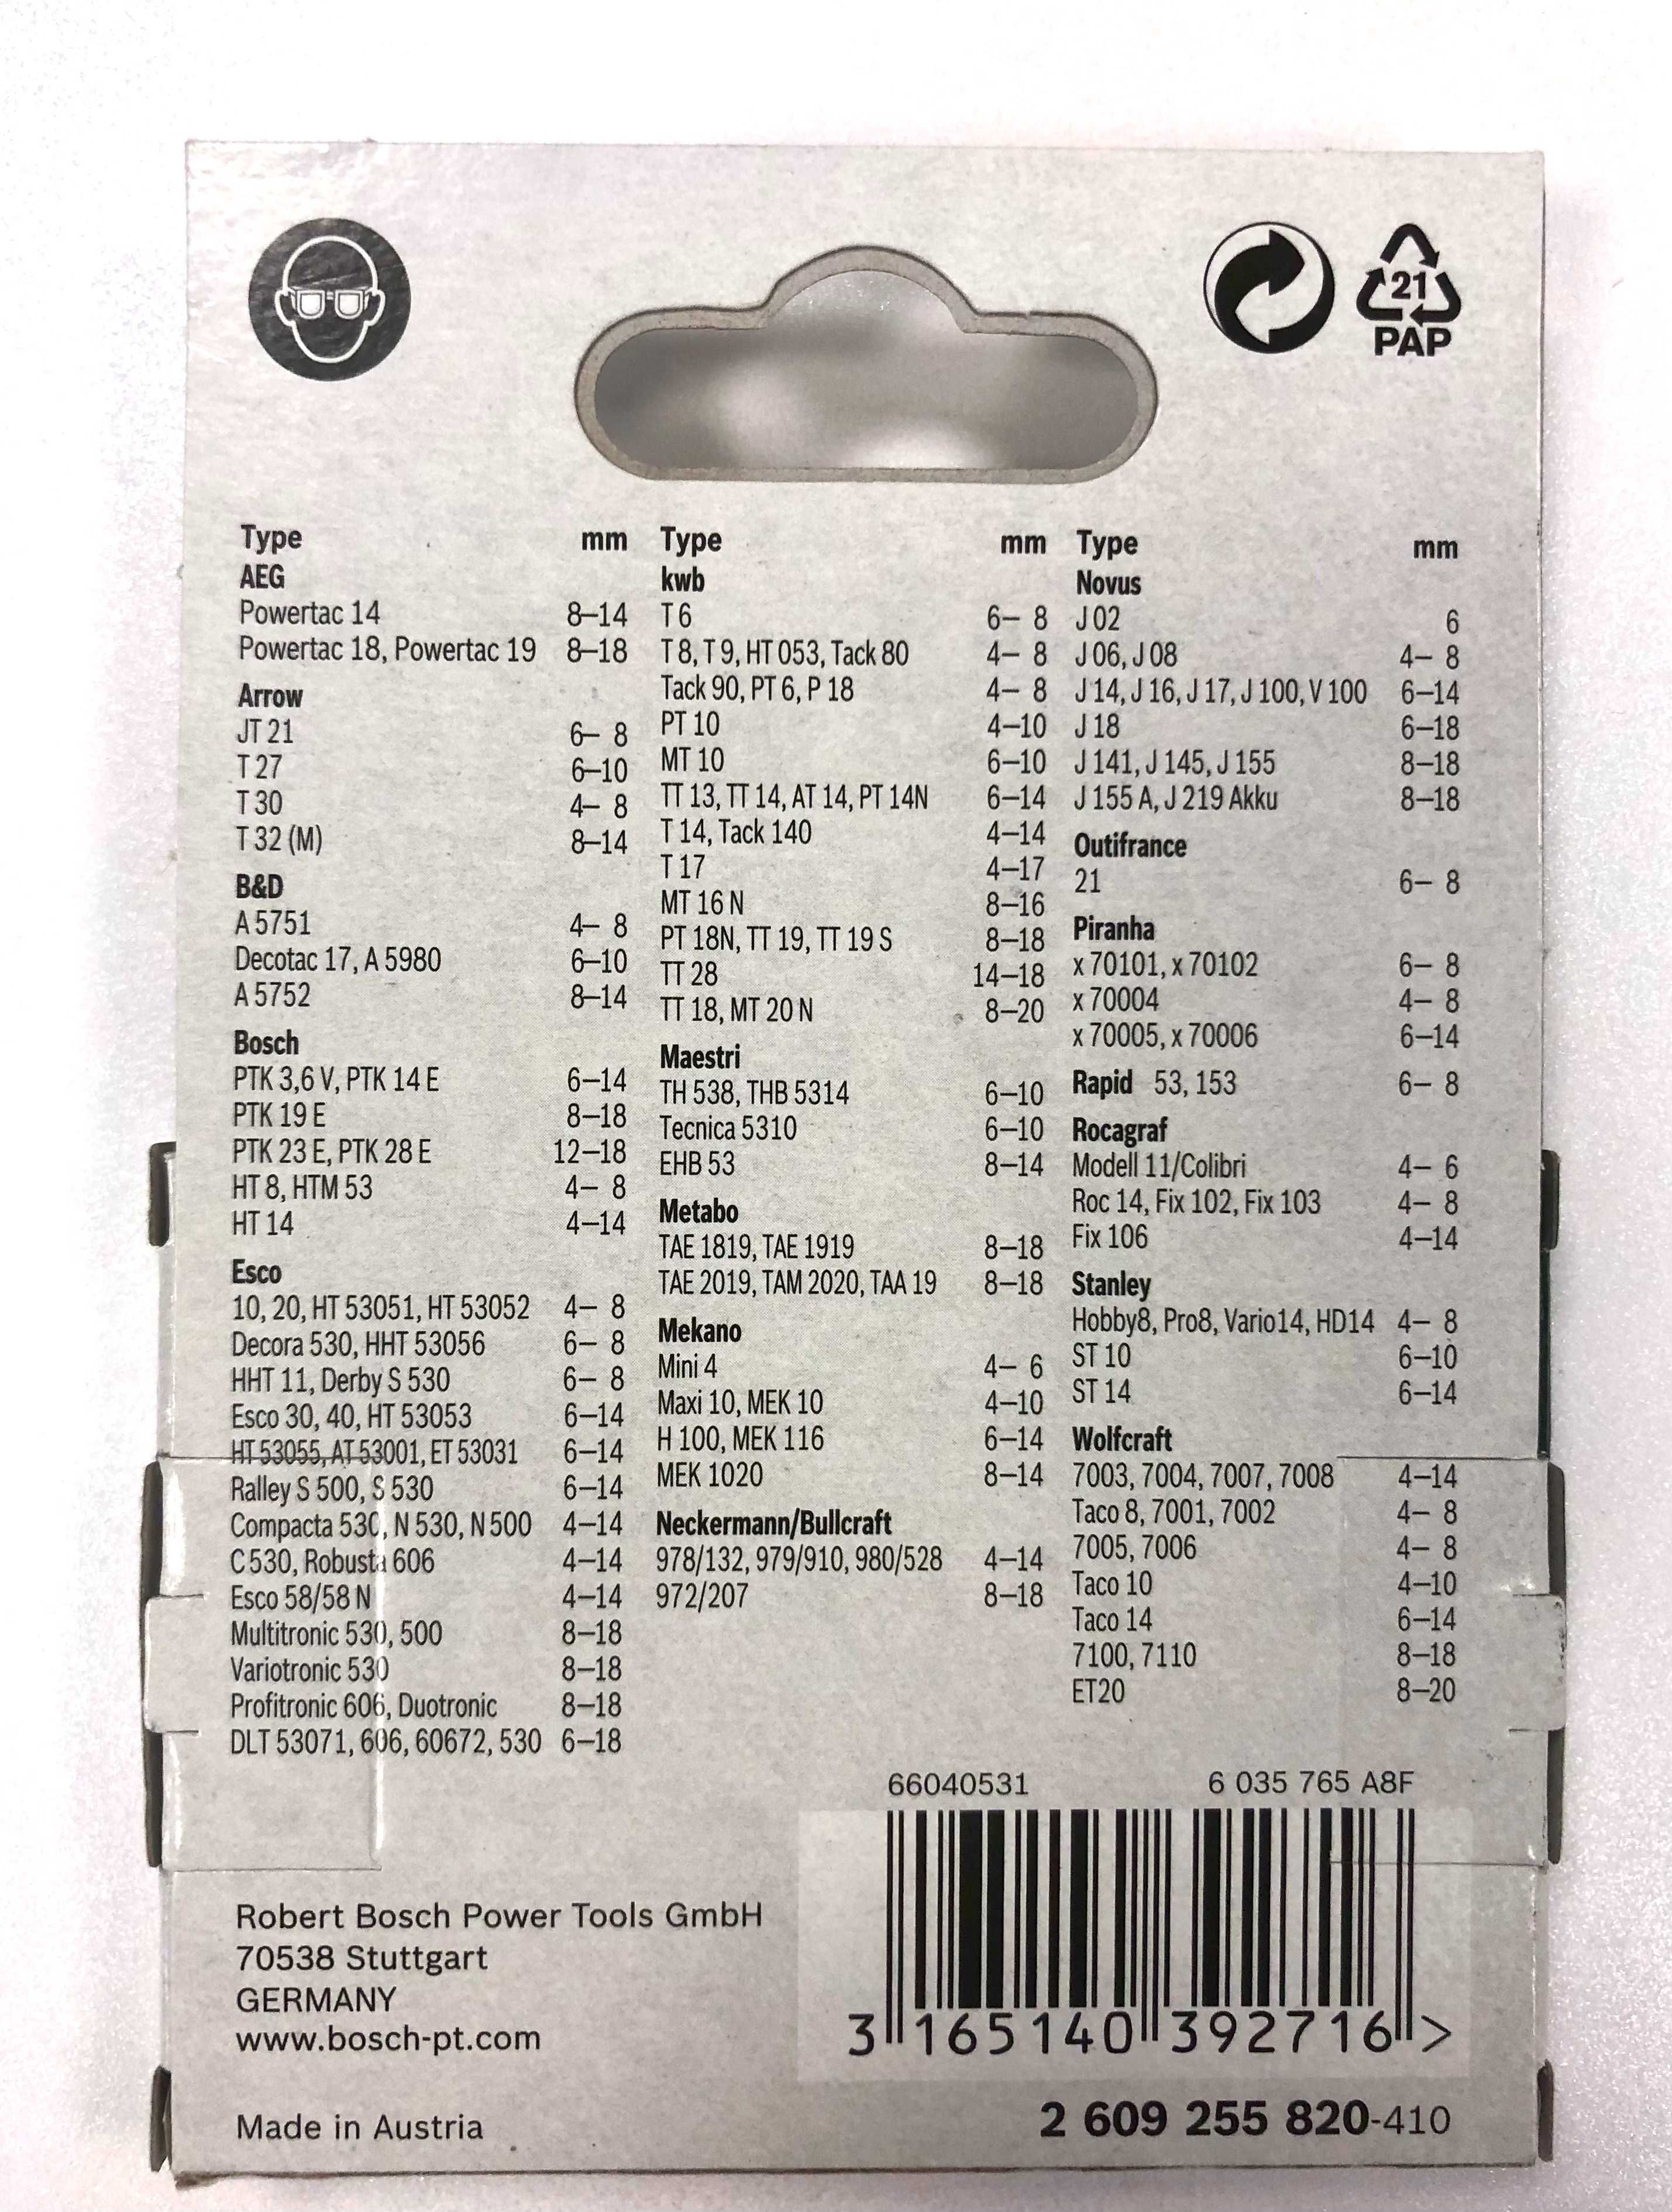 21
PAP
Type mm
AEG
Powertac 14 8–14
Powertac 18, Powertac 19 8–18
Arrow
JT 21 6– 8
T 27 6–10
T 30 4– 8
T 32 (M) 8–14
B&D
A 5751 4– 8
Decotac 17, A 5980 6–10
A 5752 8–14
Bosch
PTK 3,6 V, PTK 14 E 6–14
PTK 19 E 8–18
PTK 23 E, PTK 28 E 12–18
HT 8, HTM 53 4– 8
HT 14 4–14
Esco
10, 20, HT 53051, HT 53052 4– 8
Decora 530, HHT 53056 6– 8
HHT 11, Derby S 530 6– 8
Esco 30, 40, HT 53053 6–14
HT 53055, AT 53001, ET 53031 6–14
Ralley S 500, S 530 6–14
Compacta 530, N 530, N 500 4–14
C 530, Robusta 606 4–14
Esco 58/58 N 4–14
Multitronic 530, 500 8–18
Variotronic 530 8–18
Profitronic 606, Duotronic 8–18
DLT 53071, 606, 60672, 530 6–18
Type mm
kwb
T 6 6– 8
T 8, T 9, HT 053, Tack 80 4– 8
Tack 90, PT 6, P 18 4– 8
PT 10 4–10
MT 10 6–10
TT 13, TT 14, AT 14, PT 14N 6–14
T 14, Tack 140 4–14
T 17 4–17
MT 16 N 8–16
PT 18N, TT 19, TT 19 S 8–18
TT 28 14–18
TT 18, MT 20 N 8–20
Maestri
TH 538, THB 5314 6–10
Tecnica 5310 6–10
EHB 53 8–14
Metabo
TAE 1819, TAE 1919 8–18
TAE 2019, TAM 2020, TAA 19 8–18
Mekano
Mini 4 4– 6
Maxi 10, MEK 10 4–10
H 100, MEK 116 6–14
MEK 1020 8–14
Neckermann/Bullcraft
978/132, 979/910, 980/528 4–14
972/207 8–18
Type mm
Novus
J 02 6
J 06, J 08 4– 8
J 14, J 16, J 17, J 100, V 100 6–14
J 18 6–18
J 141, J 145, J 155 8–18
J 155 A, J 219 Akku 8–18
Outifrance
21 6– 8
Piranha
x 70101, x 70102 6– 8
x 70004 4– 8
x 70005, x 70006 6–14
Rapid 53, 153 6– 8
Rocagraf
Modell 11/Colibri 4– 6
Roc 14, Fix 102, Fix 103 4– 8
Fix 106 4–14
Stanley
Hobby8, Pro8, Vario14, HD14 4– 8
ST 10 6–10
ST 14 6–14
Wolfcraft
7003, 7004, 7007, 7008 4–14
Taco 8, 7001, 7002 4– 8
7005, 7006 4– 8
Taco 10 4–10
Taco 14 6–14
7100, 7110 8–18
ET20 8–20
66040531 6 035 765 A8F
3 165140 392716 >
2 609 255 820-410
Robert Bosch Power Tools GmbH
70538 Stuttgart
GERMANY
www.bosch-pt.com
Made in Austria